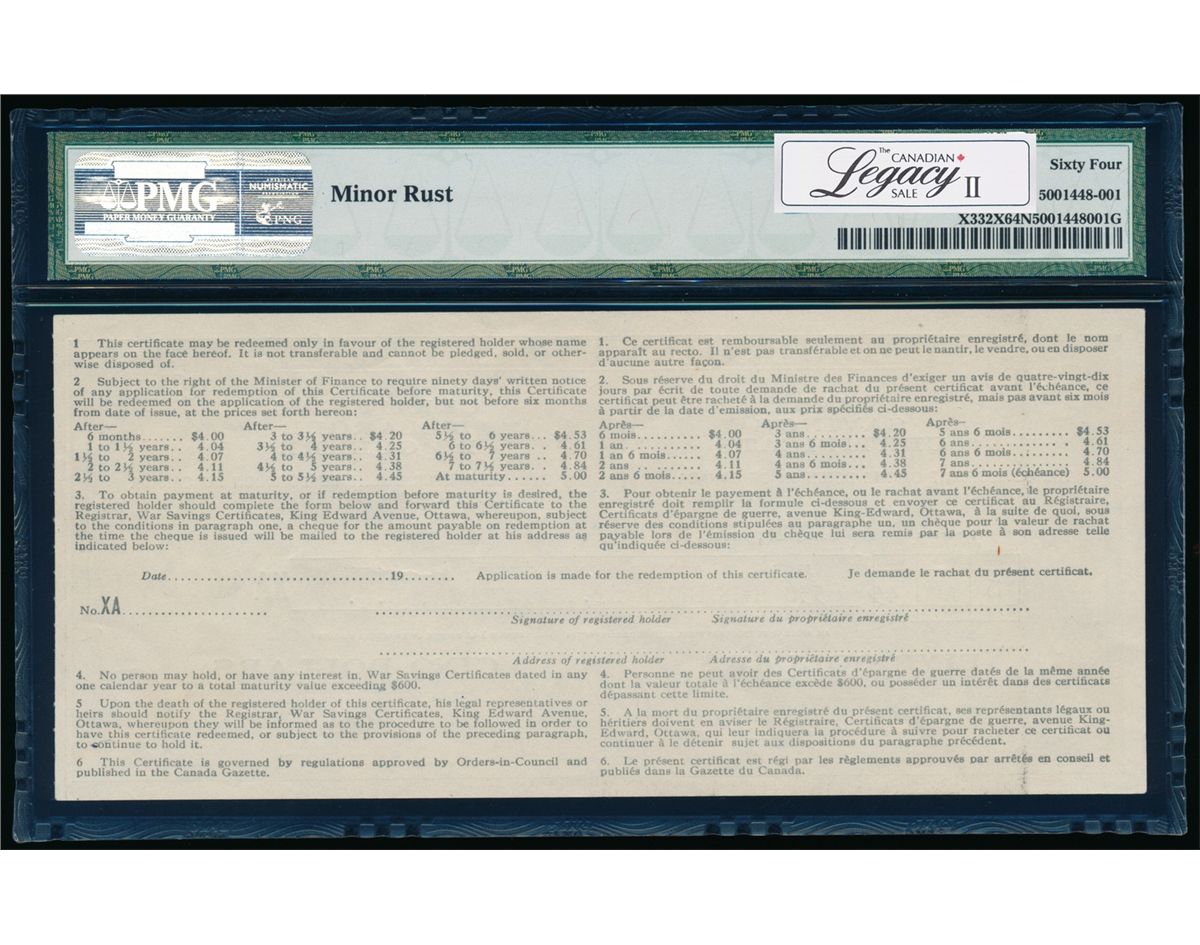 PMG
PAPER MONEY GUARANTY
AMERICAN
NUMISMATIC
ASSOCIATION
PNG
Minor Rust
The
CANADIAN
Legacy II
SALE
Sixty Four
5001448-001
X332X64N5001448001G
1 This certificate may be redeemed only in favour of the registered holder whose name
appears on the face hereof. It is not transferable and cannot be pledged, sold, or other-
wise disposed of.
2 Subject to the right of the Minister of Finance to require ninety days' written notice
of any application for redemption of this Certificate before maturity, this Certificate
will be redeemed on the application of the registered holder, but not before six months
from date of issue, at the prices set forth hereon:
After— After— After—
6 months....... $4.00 3 to 3½ years.. $4.20 5½ to 6 years... $4.53
1 to 1½ years .. 4.04 3½ to 4 years.. 4.25 6 to 6½ years... 4.61
1½ to 2 years.. 4.07 4 to 4½ years.. 4.31 6½ to 7 years .. 4.70
2 to 2½ years.. 4.11 4½ to 5 years.. 4.38 7 to 7½ years.. 4.84
2½ to 3 years.. 4.15 5 to 5½ years.. 4.45 At maturity...... 5.00
3. To obtain payment at maturity, or if redemption before maturity is desired, the
registered holder should complete the form below and forward this Certificate to the
Registrar, War Savings Certificates, King Edward Avenue, Ottawa, whereupon, subject
to the conditions in paragraph one, a cheque for the amount payable on redemption at
the time the cheque is issued will be mailed to the registered holder at his address as
indicated below:
1. Ce certificat est remboursable seulement au propriétaire enregistré, dont le nom
apparaît au recto. Il n'est pas transférable et on ne peut le nantir, le vendre, ou en disposer
d'aucune autre façon.
2. Sous réserve du droit du Ministre des Finances d'exiger un avis de quatre-vingt-dix
jours par écrit de toute demande de rachat du présent certificat avant l'échéance, ce
certificat peut être racheté à la demande du propriétaire enregistré, mais pas avant six mois
à partir de la date d'émission, aux prix spécifiés ci-dessous:
Après— Après— Après—
6 mois.......... $4.00 3 ans ......... $4.20 5 ans 6 mois........ $4.53
1 an............ 4.04 3 ans 6 mois... 4.25 6 ans .............. 4.61
1 an 6 mois..... 4.07 4 ans.......... 4.31 6 ans 6 mois........ 4.70
2 ans .......... 4.11 4 ans 6 mois... 4.38 7 ans............... 4.84
2 ans 6 mois.... 4.15 5 ans.......... 4.45 7 ans 6 mois (échéance) 5.00
3. Pour obtenir le payement à l'échéance, ou le rachat avant l'échéance, le propriétaire
enregistré doit remplir la formule ci-dessous et envoyer ce certificat au Régistraire,
Certificats d'épargne de guerre, avenue King-Edward, Ottawa, à la suite de quoi, sous
réserve des conditions stipulées au paragraphe un, un chèque pour la valeur de rachat
payable lors de l'émission du chèque lui sera remis par la poste à son adresse telle
qu'indiquée ci-dessous:
Date.................................19........ Application is made for the redemption of this certificate. Je demande le rachat du présent certificat.
No. XA......................
Signature of registered holder Signature du propriétaire enregistré
Address of registered holder Adresse du propriétaire enregistré
4. No person may hold, or have any interest in, War Savings Certificates dated in any
one calendar year to a total maturity value exceeding $600.
5 Upon the death of the registered holder of this certificate, his legal representatives or
heirs should notify the Registrar, War Savings Certificates, King Edward Avenue,
Ottawa, whereupon they will be informed as to the procedure to be followed in order to
have this certificate redeemed, or subject to the provisions of the preceding paragraph,
to continue to hold it.
6 This Certificate is governed by regulations approved by Orders-in-Council and
published in the Canada Gazette.
4. Personne ne peut avoir des Certificats d'épargne de guerre datés de la même année
dont la valeur totale à l'échéance excède $600, ou posséder un intérêt dans des certificats
dépassant cette limite.
5. A la mort du propriétaire enregistré du présent certificat, ses représentants légaux ou
héritiers doivent en aviser le Régistraire, Certificats d'épargne de guerre, avenue King-
Edward, Ottawa, qui leur indiquera la procédure à suivre pour racheter ce certificat ou
continuer à le détenir sujet aux dispositions du paragraphe précédent.
6. Le présent certificat est régi par les règlements approuvés par arrêtés en conseil et
publiés dans la Gazette du Canada.